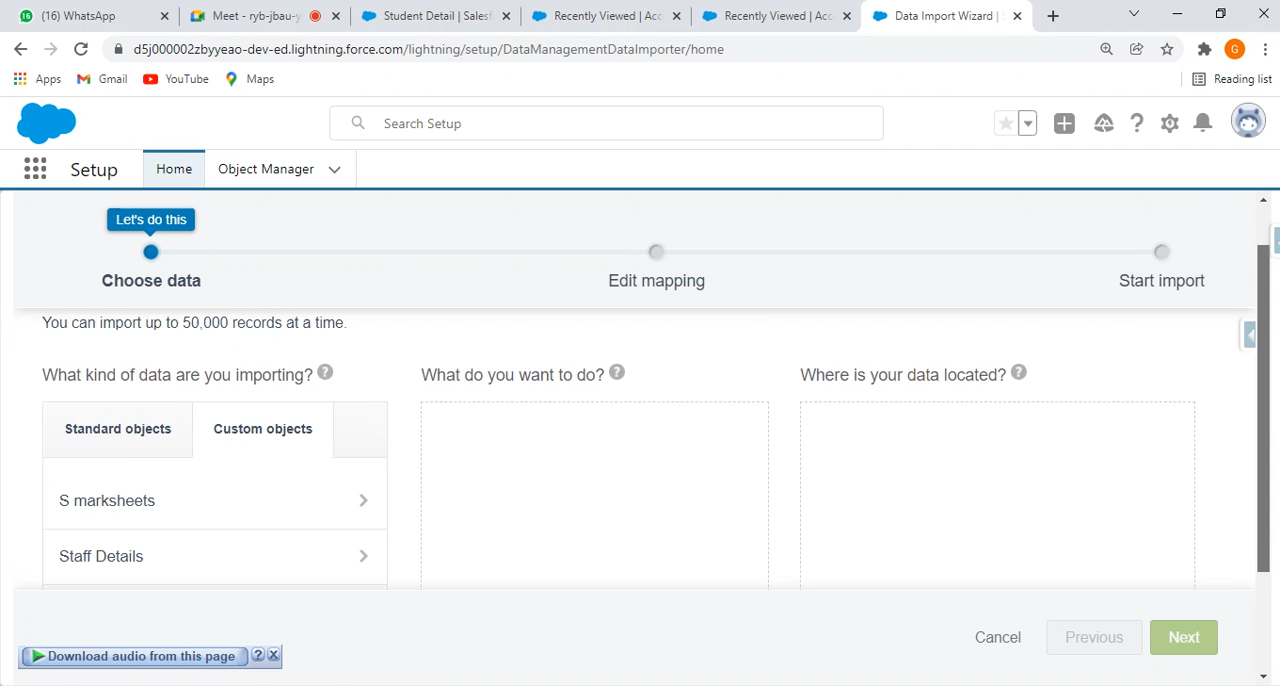 16
(16) WhatsApp
Meet - ryb-jbau-y
Student Detail | Sales
Recently Viewed | Acc
Recently Viewed | Acc
Data Import Wizard |
d5j000002zbyyeao-dev-ed.lightning.force.com/lightning/setup/DataManagementDataImporter/home
G
Apps
Gmail
YouTube
Maps
Reading list
Search Setup
Setup
Home
Object Manager
Let's do this
Choose data
Edit mapping
Start import
You can import up to 50,000 records at a time.
What kind of data are you importing? ?
What do you want to do? ?
Where is your data located? ?
Standard objects
Custom objects
S marksheets
Staff Details
Cancel
Previous
Next
Download audio from this page ? X